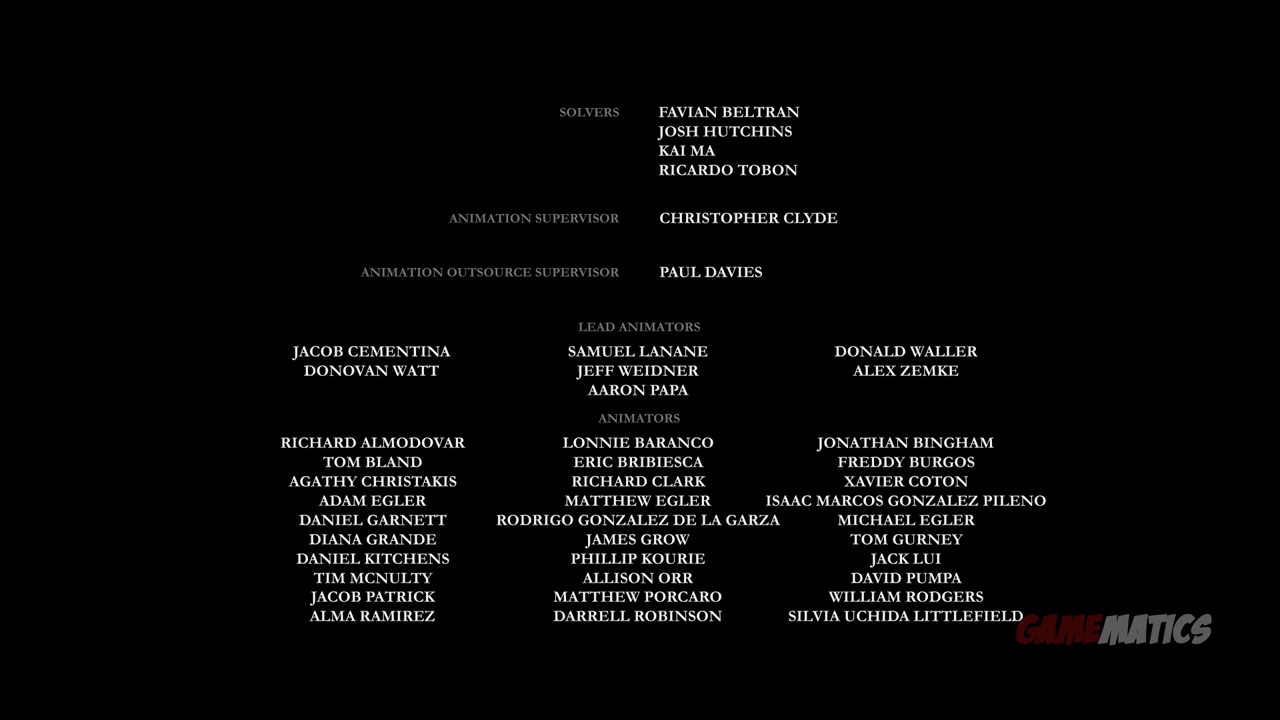 SOLVERS FAVIAN BELTRAN
JOSH HUTCHINS
KAI MA
RICARDO TOBON
ANIMATION SUPERVISOR CHRISTOPHER CLYDE
ANIMATION OUTSOURCE SUPERVISOR PAUL DAVIES
LEAD ANIMATORS
JACOB CEMENTINA SAMUEL LANANE DONALD WALLER
DONOVAN WATT JEFF WEIDNER ALEX ZEMKE
AARON PAPA
ANIMATORS
RICHARD ALMODOVAR LONNIE BARANCO JONATHAN BINGHAM
TOM BLAND ERIC BRIBIESCA FREDDY BURGOS
AGATHY CHRISTAKIS RICHARD CLARK XAVIER COTON
ADAM EGLER MATTHEW EGLER ISAAC MARCOS GONZALEZ PILENO
DANIEL GARNETT RODRIGO GONZALEZ DE LA GARZA MICHAEL EGLER
DIANA GRANDE JAMES GROW TOM GURNEY
DANIEL KITCHENS PHILLIP KOURIE JACK LUI
TIM MCNULTY ALLISON ORR DAVID PUMPA
JACOB PATRICK MATTHEW PORCARO WILLIAM RODGERS
ALMA RAMIREZ DARRELL ROBINSON SILVIA UCHIDA LITTLEFIELD
GAMEMATICS